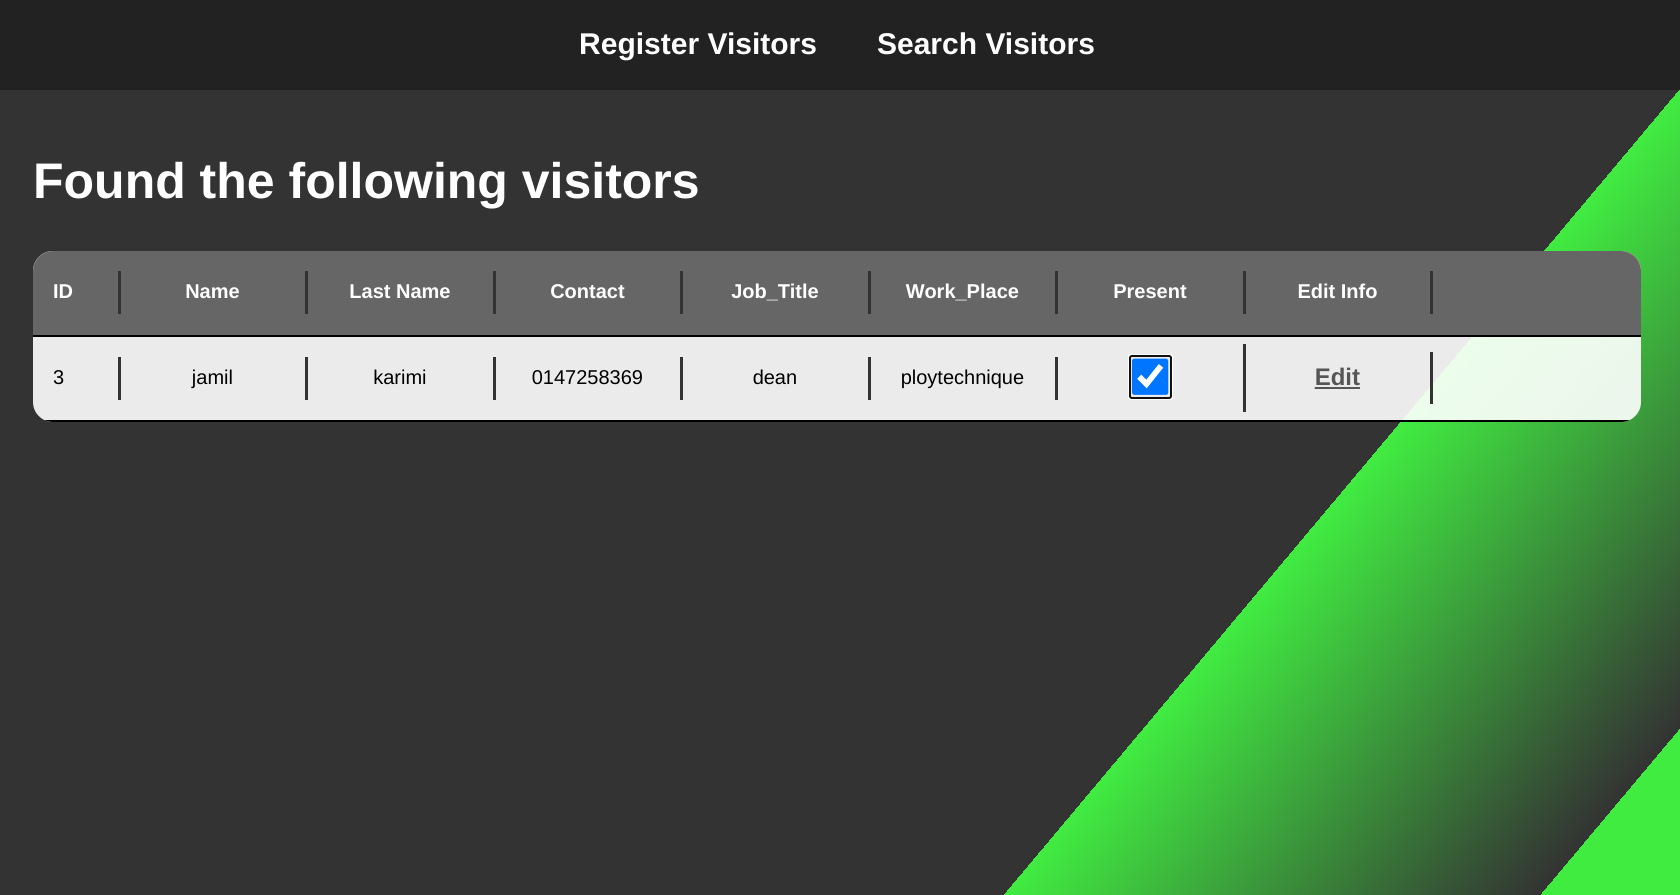 Register Visitors Search Visitors
Found the following visitors
ID Name Last Name Contact Job_Title Work_Place Present Edit Info
3 jamil karimi 0147258369 dean ploytechnique Edit